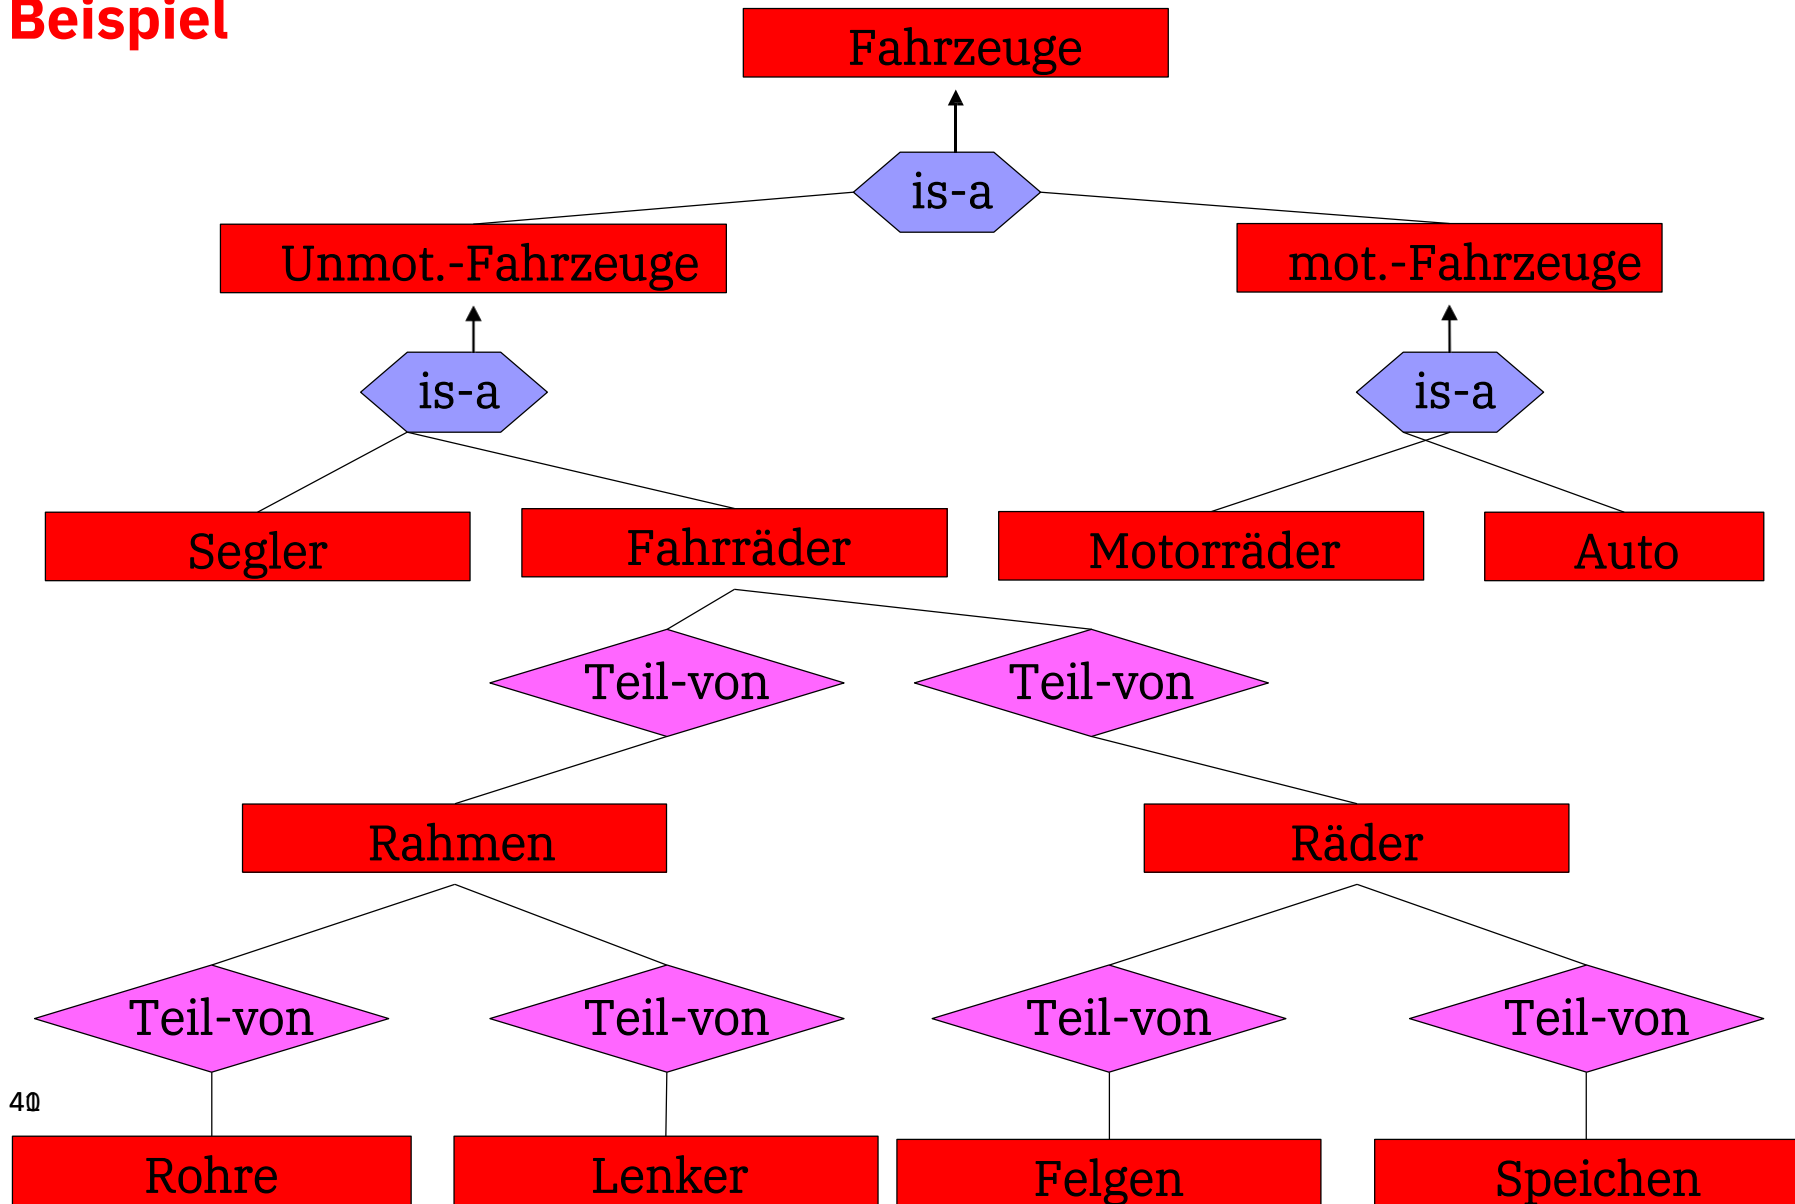 Beispiel
Fahrzeuge
is-a
Unmot.-Fahrzeuge
mot.-Fahrzeuge
is-a
is-a
Segler
Fahrräder
Motorräder
Auto
Teil-von
Teil-von
Rahmen
Räder
Teil-von
Teil-von
Teil-von
Teil-von
Rohre
Lenker
Felgen
Speichen